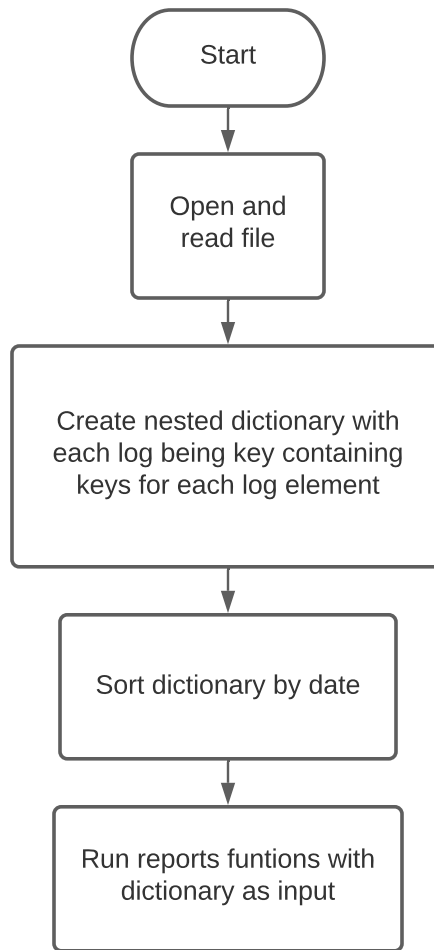 Start
Open and
read file
Create nested dictionary with
each log being key containing
keys for each log element
Sort dictionary by date
Run reports funtions with
dictionary as input